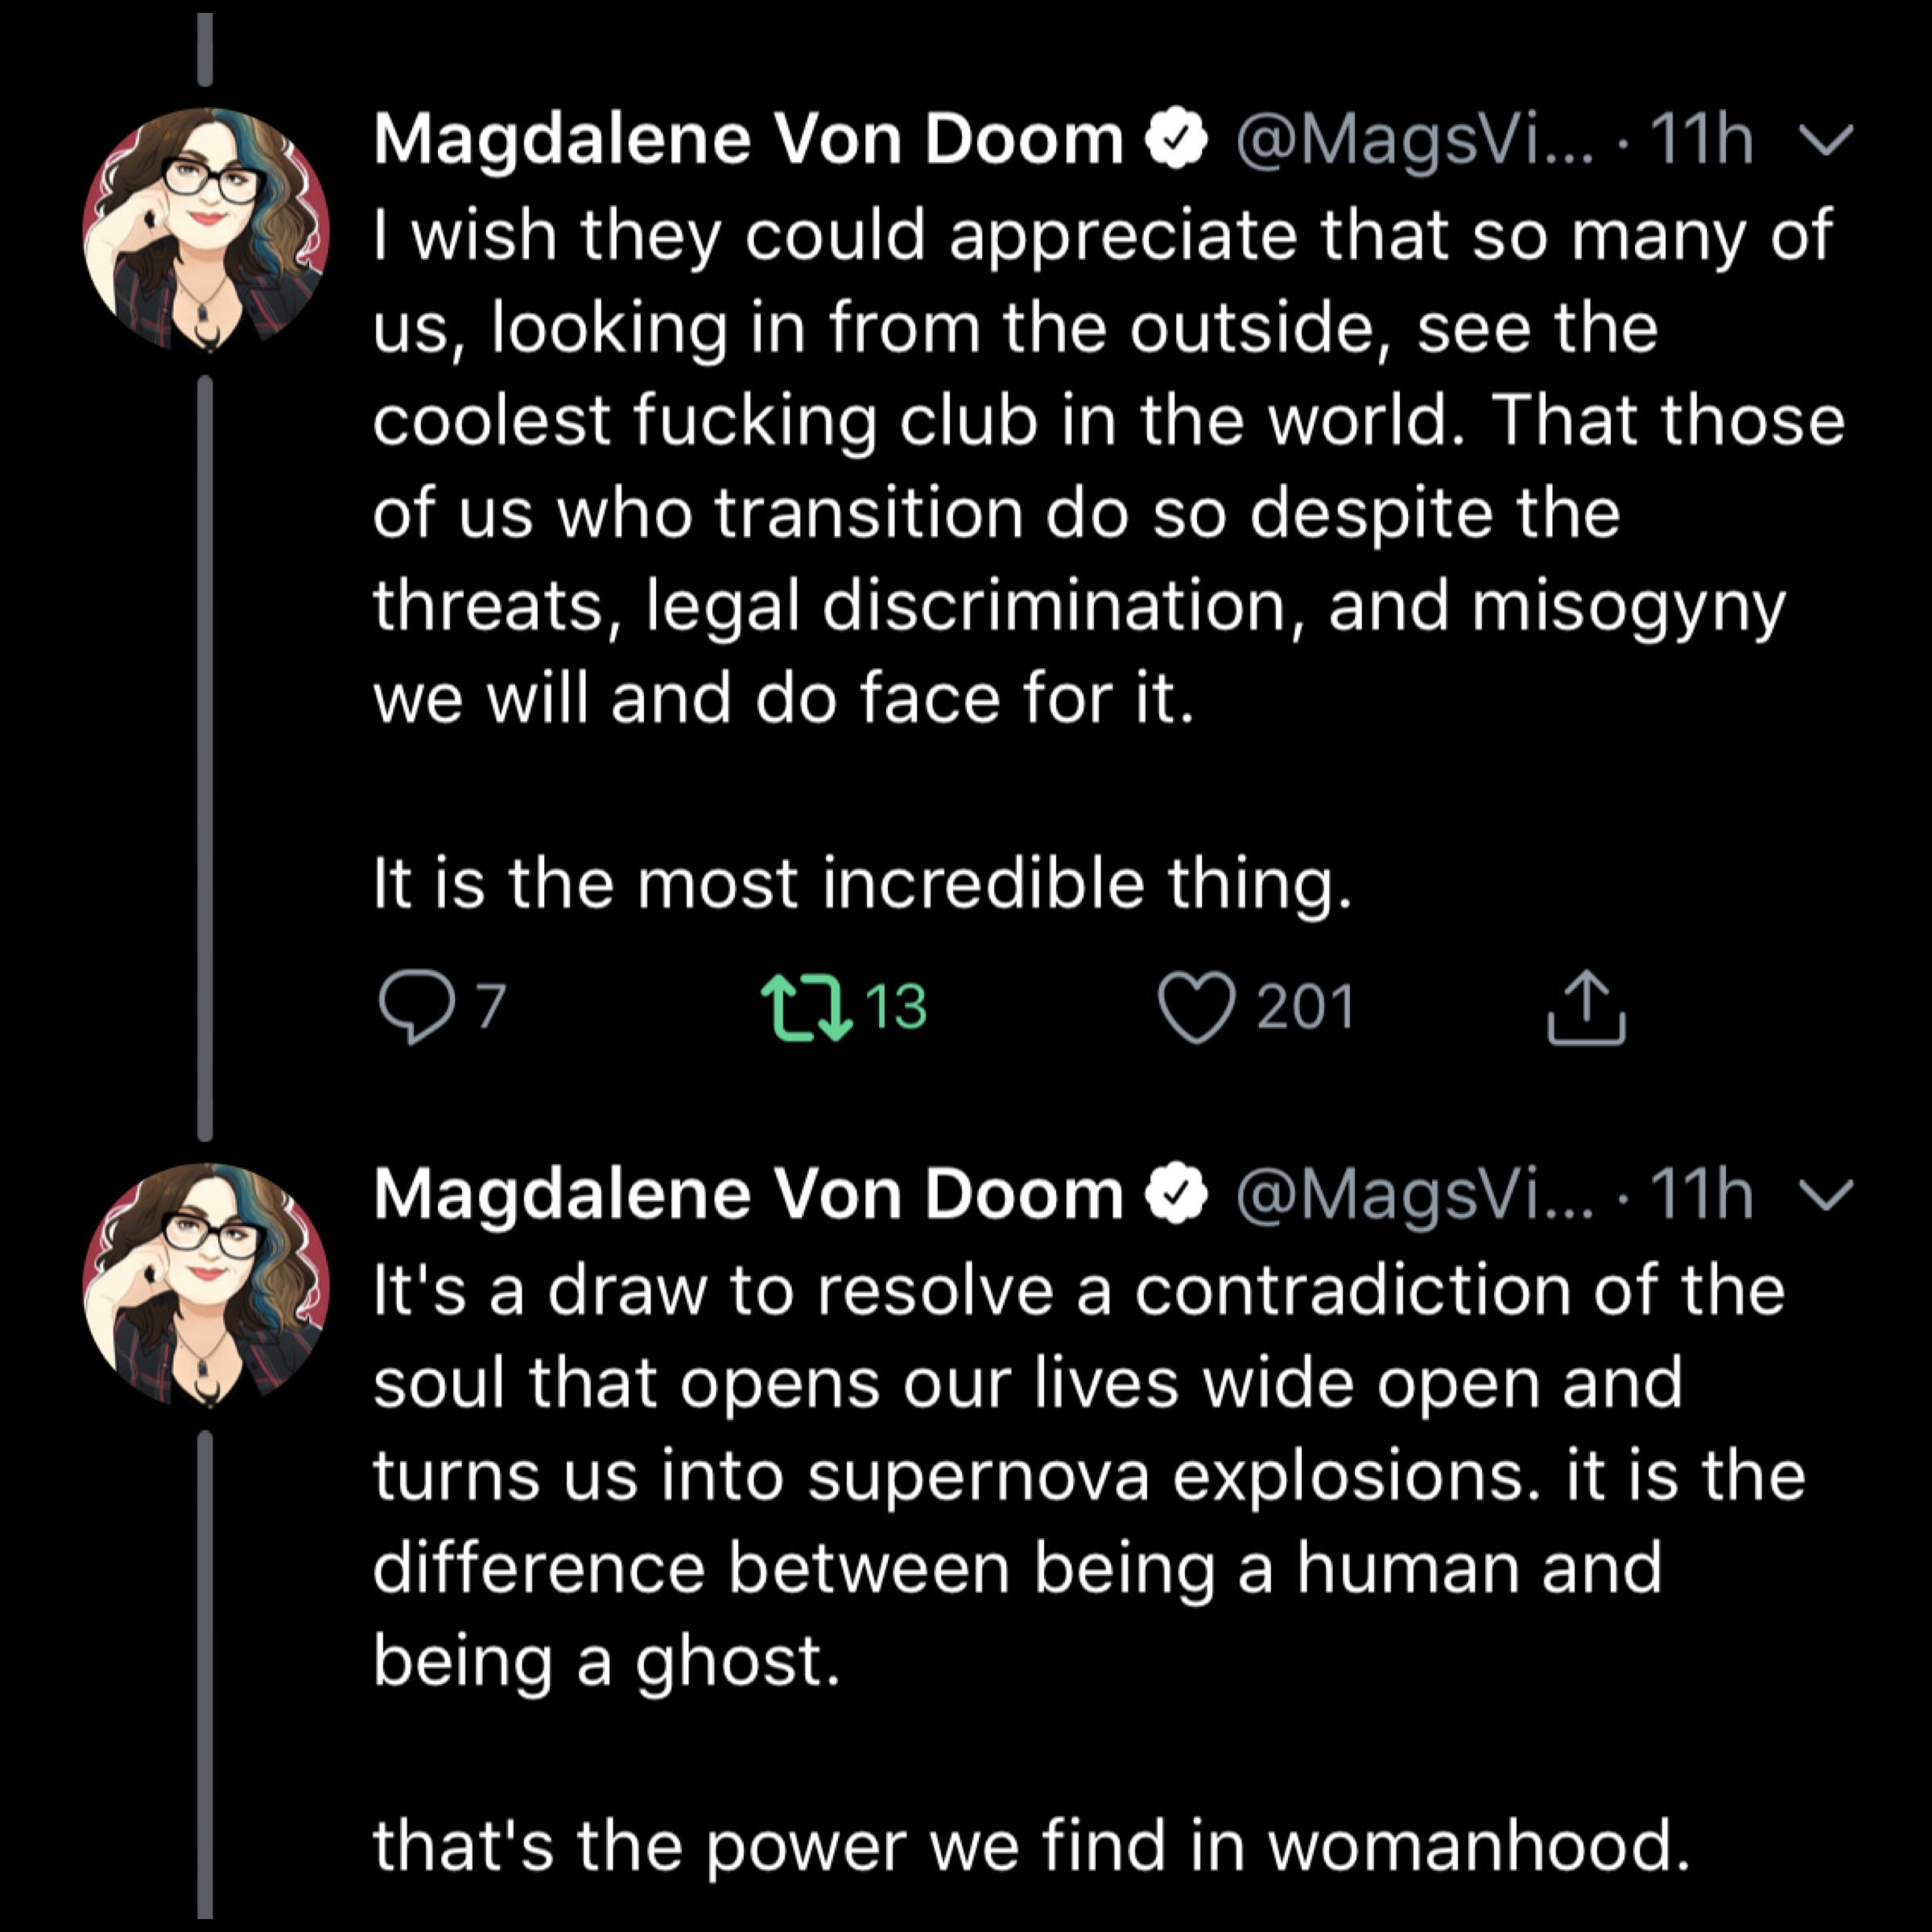 Magdalene Von Doom @MagsVi... · 11h
I wish they could appreciate that so many of
us, looking in from the outside, see the
coolest fucking club in the world. That those
of us who transition do so despite the
threats, legal discrimination, and misogyny
we will and do face for it.
It is the most incredible thing.
7 13 201
Magdalene Von Doom @MagsVi... · 11h
It's a draw to resolve a contradiction of the
soul that opens our lives wide open and
turns us into supernova explosions. it is the
difference between being a human and
being a ghost.
that's the power we find in womanhood.